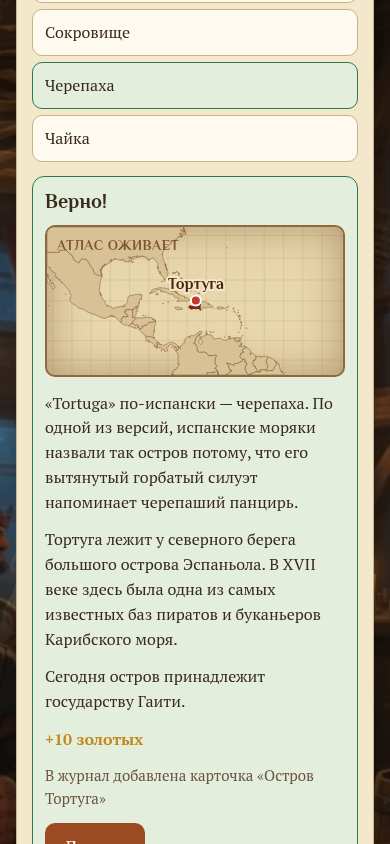 Сокровище
Черепаха
Чайка
Верно!
АТЛАС ОЖИВАЕТ
Тортуга
«Tortuga» по-испански — черепаха. По
одной из версий, испанские моряки
назвали так остров потому, что его
вытянутый горбатый силуэт
напоминает черепаший панцирь.
Тортуга лежит у северного берега
большого острова Эспаньола. В XVII
веке здесь была одна из самых
известных баз пиратов и буканьеров
Карибского моря.
Сегодня остров принадлежит
государству Гаити.
+10 золотых
В журнал добавлена карточка «Остров
Тортуга»